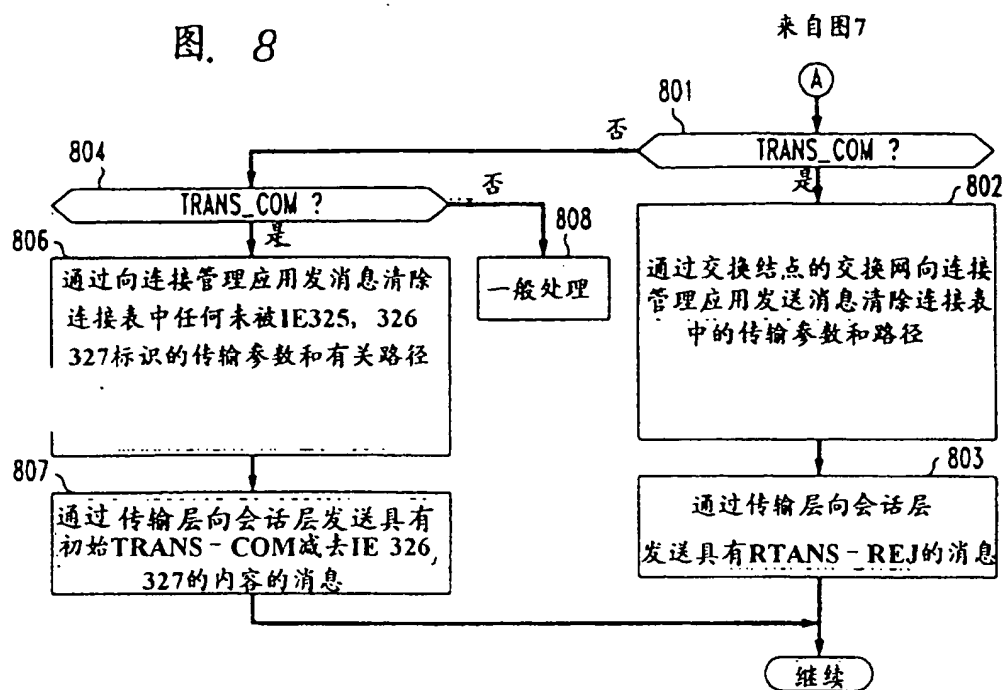 图. 8
来自图7
A
801
TRANS_COM ?
否
是
804
TRANS_COM ?
否
是
802
通过交换结点的交换网向连接
管理应用发送消息清除连接表
中的传输参数和路径
806
通过向连接管理应用发消息清除
连接表中任何未被IE325, 326
327标识的传输参数和有关路径
808
一般处理
803
通过传输层向会话层
发送具有RTANS-REJ的消息
807
通过 传输层向会话层发送具有
初始TRANS-COM减去IE 326,
327的内容的消息
继续